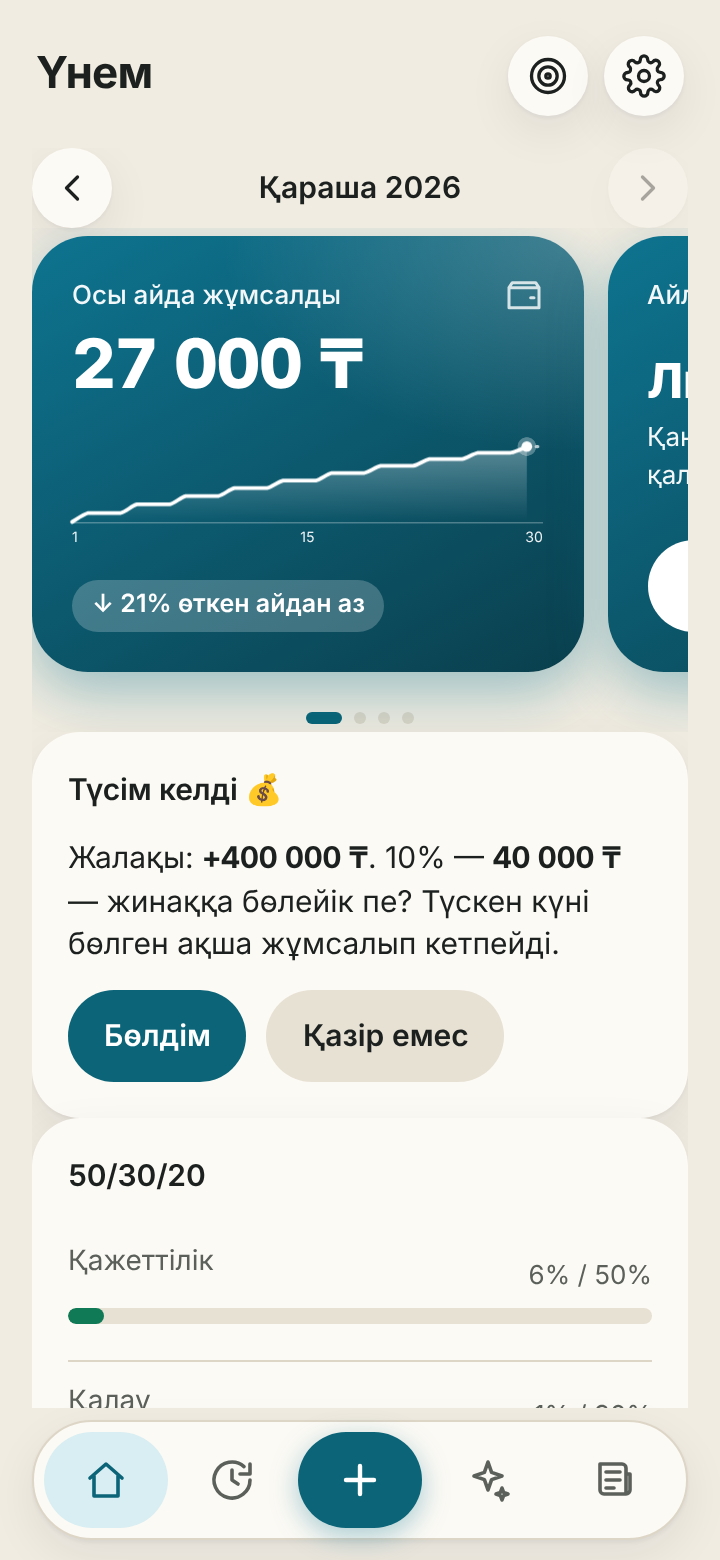 Үнем
Қараша 2026
Осы айда жұмсалды
27 000 ₸
1 15 30
↓ 21% өткен айдан аз
Түсім келді 💰
Жалақы: +400 000 ₸. 10% — 40 000 ₸
— жинаққа бөлейік пе? Түскен күні
бөлген ақша жұмсалып кетпейді.
Бөлдім
Қазір емес
50/30/20
Қажеттілік
6% / 50%
Қалау